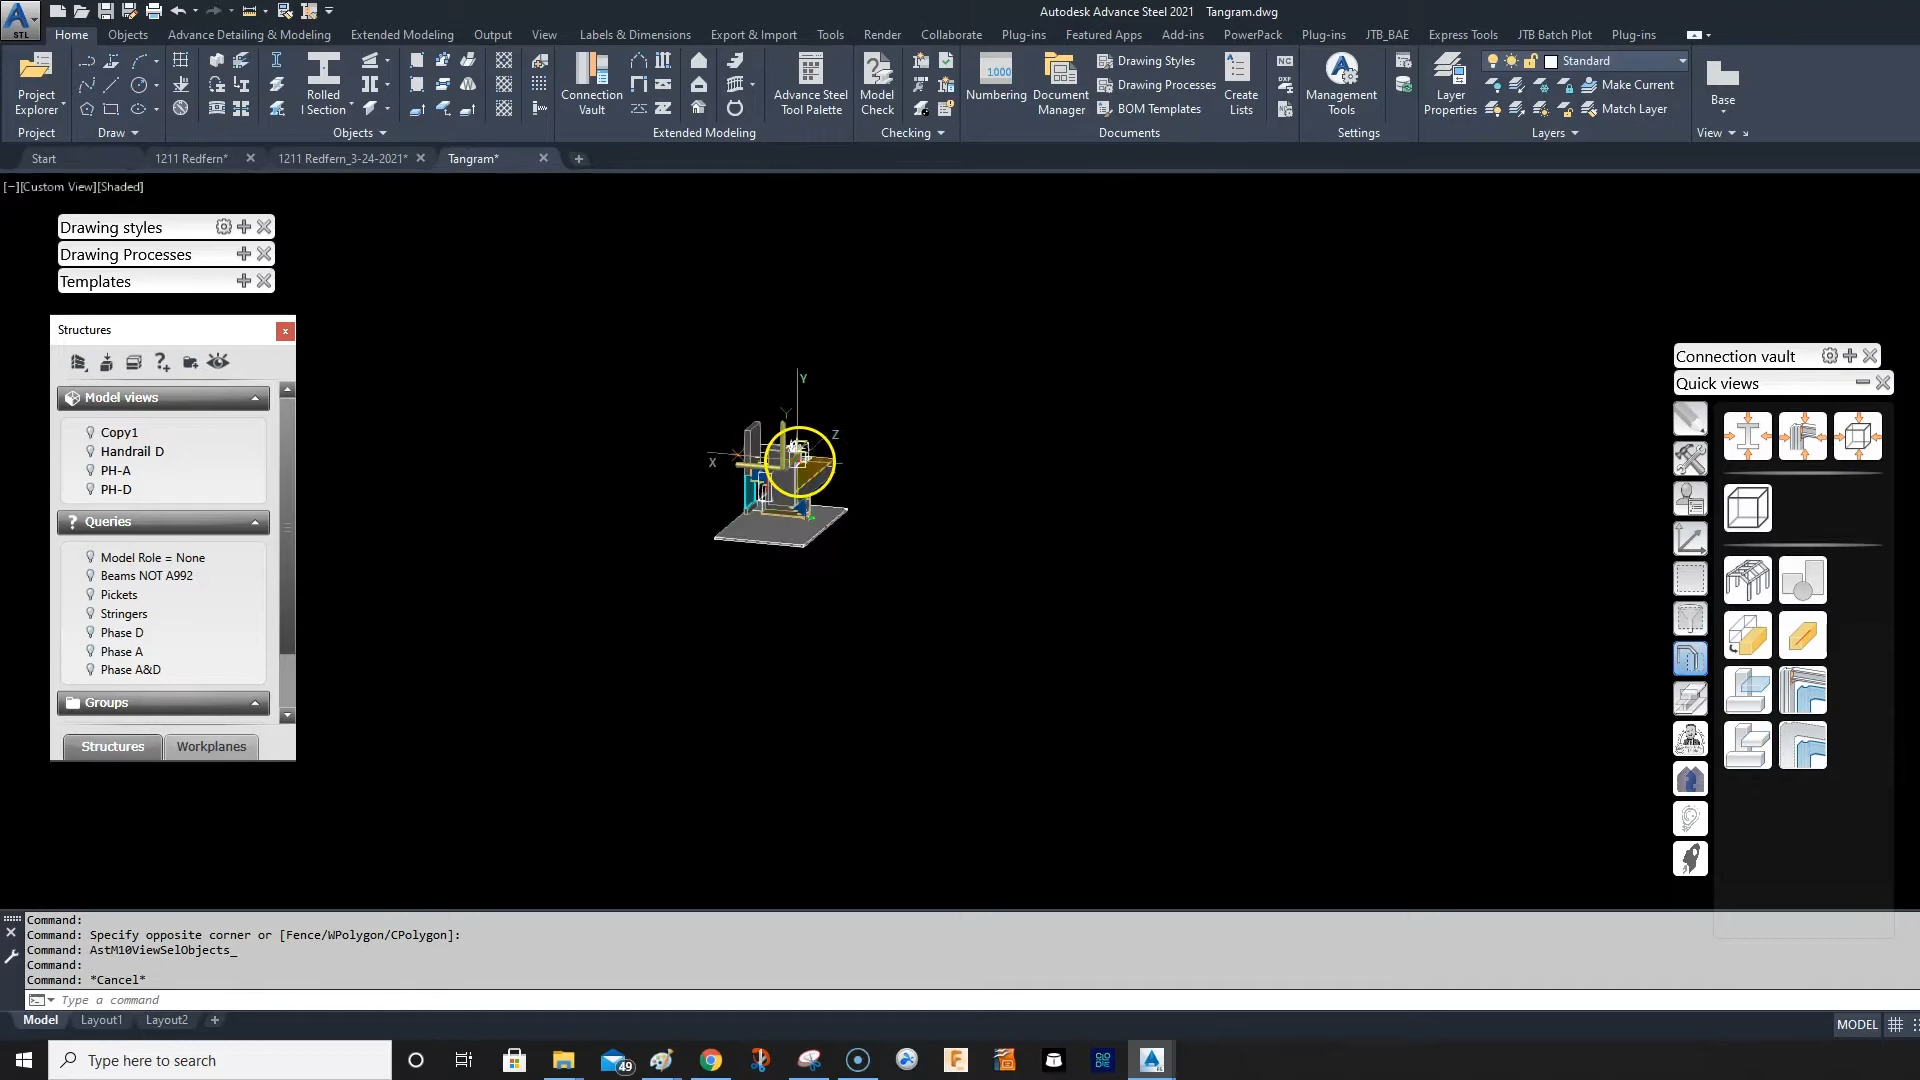 Autodesk Advance Steel 2021 Tangram.dwg
STL
Home Objects Advance Detailing & Modeling Extended Modeling Output View Labels & Dimensions Export & Import Tools Render Collaborate Plug-ins Featured Apps Add-ins PowerPack Plug-ins JTB_BAE Express Tools JTB Batch Plot Plug-ins
Project Explorer
Rolled I Section
Connection Vault
Advance Steel Tool Palette
Model Check
1000
Numbering
Document Manager
Drawing Styles
Drawing Processes
BOM Templates
Create Lists
NC
DXF
Management Tools
Layer Properties
Standard
Make Current
Match Layer
Base
Project Draw Objects Extended Modeling Checking Documents Settings Layers View
Start 1211 Redfern* 1211 Redfern_3-24-2021* Tangram*
[−][Custom View][Shaded]
Drawing styles
Drawing Processes
Templates
Structures
Model views
Copy1
Handrail D
PH-A
PH-D
Queries
Model Role = None
Beams NOT A992
Pickets
Stringers
Phase D
Phase A
Phase A&D
Groups
Structures Workplanes
Y
Y
Z
X
Connection vault
Quick views
Command:
Command: Specify opposite corner or [Fence/WPolygon/CPolygon]:
Command: AstM10ViewSelObjects_
Command:
Command: *Cancel*
Type a command
Model Layout1 Layout2
MODEL
Type here to search
49